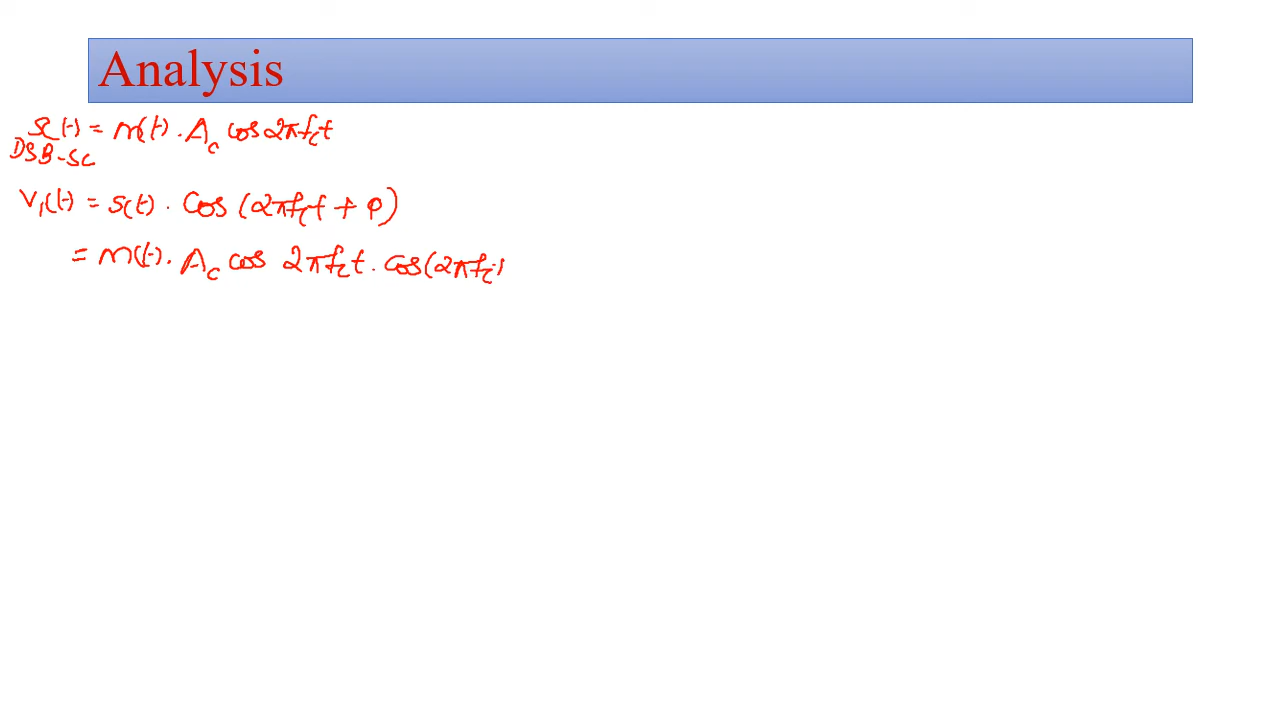 Analysis
S(t) = m(t) . Ac cos 2πfct
DSB-SC
V1(t) = S(t) . Cos (2πfct + φ)
= m(t) . Ac cos 2πfct . cos(2πfc